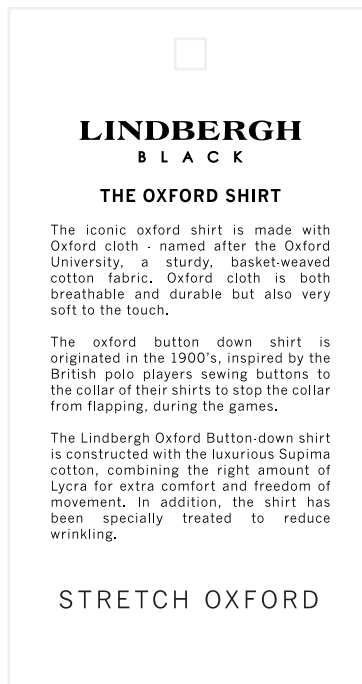 LINDBERGH
BLACK
THE OXFORD SHIRT
The iconic oxford shirt is made with
Oxford cloth - named after the Oxford
University, a sturdy, basket-weaved
cotton fabric. Oxford cloth is both
breathable and durable but also very
soft to the touch.
The oxford button down shirt is
originated in the 1900's, inspired by the
British polo players sewing buttons to
the collar of their shirts to stop the collar
from flapping, during the games.
The Lindbergh Oxford Button-down shirt
is constructed with the luxurious Supima
cotton, combining the right amount of
Lycra for extra comfort and freedom of
movement. In addition, the shirt has
been specially treated to reduce
wrinkling.
STRETCH OXFORD